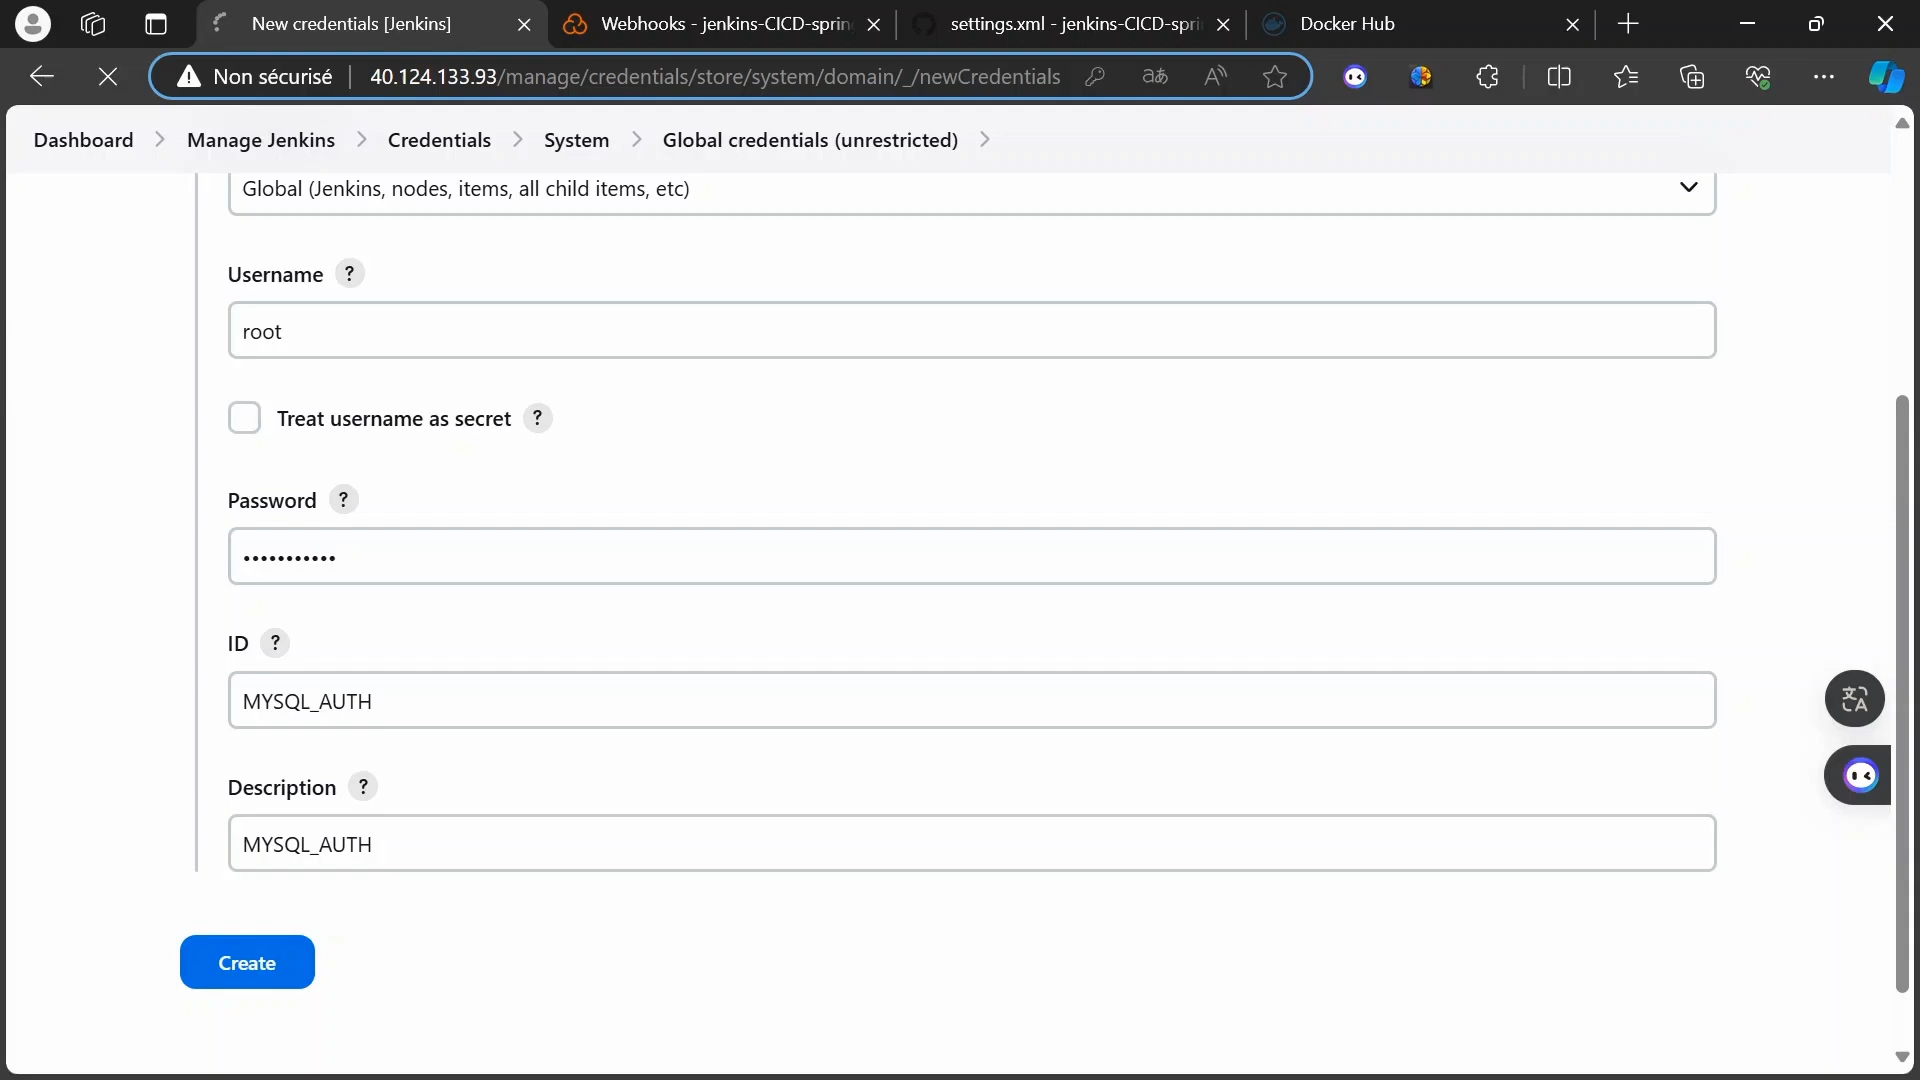 New credentials [Jenkins]
Webhooks - jenkins-CICD-sprin
settings.xml - jenkins-CICD-spri
Docker Hub
Non sécurisé
40.124.133.93/manage/credentials/store/system/domain/_/newCredentials
Dashboard
Manage Jenkins
Credentials
System
Global credentials (unrestricted)
Global (Jenkins, nodes, items, all child items, etc)
Username ?
root
Treat username as secret ?
Password ?
•••••••••••
ID ?
MYSQL_AUTH
Description ?
MYSQL_AUTH
Create